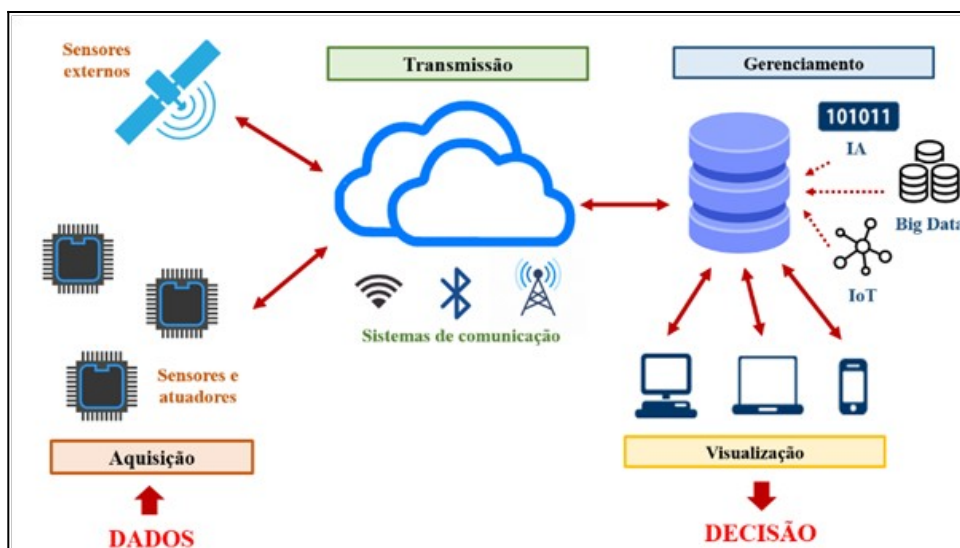 Sensores
externos
Transmissão
Gerenciamento
101011
IA
Big Data
IoT
Sistemas de comunicação
Sensores e
atuadores
Aquisição
Visualização
DADOS
DECISÃO